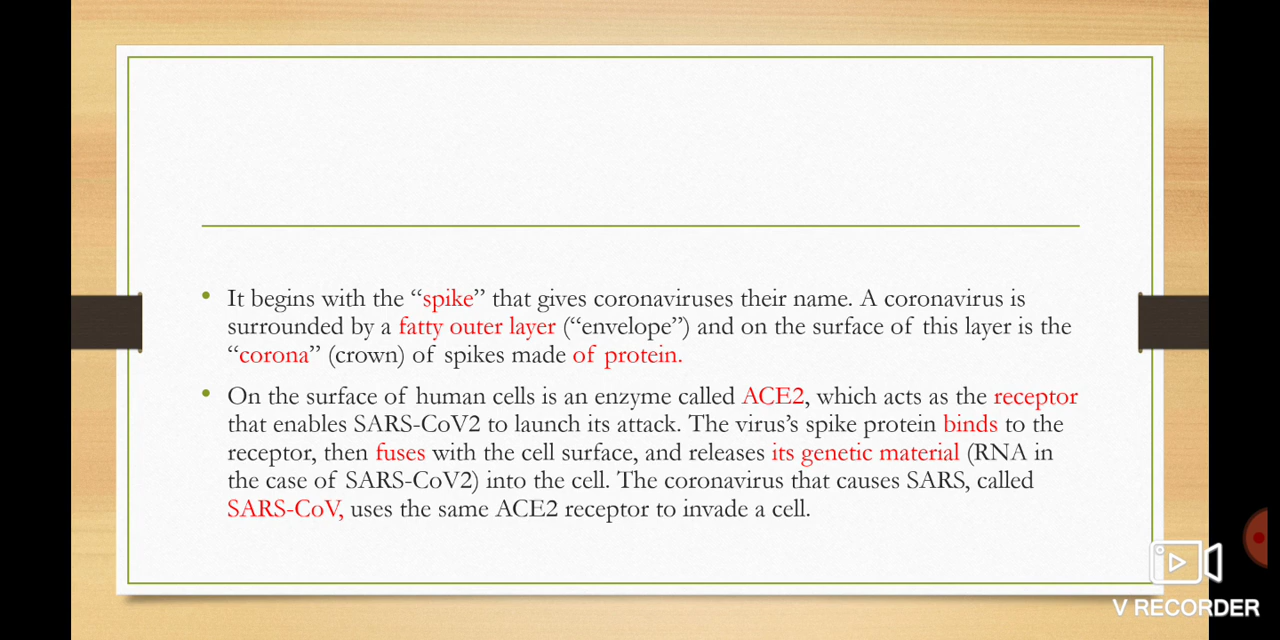 • It begins with the “spike” that gives coronaviruses their name. A coronavirus is
surrounded by a fatty outer layer (“envelope”) and on the surface of this layer is the
“corona” (crown) of spikes made of protein.
• On the surface of human cells is an enzyme called ACE2, which acts as the receptor
that enables SARS-CoV2 to launch its attack. The virus’s spike protein binds to the
receptor, then fuses with the cell surface, and releases its genetic material (RNA in
the case of SARS-CoV2) into the cell. The coronavirus that causes SARS, called
SARS-CoV, uses the same ACE2 receptor to invade a cell.
V RECORDER